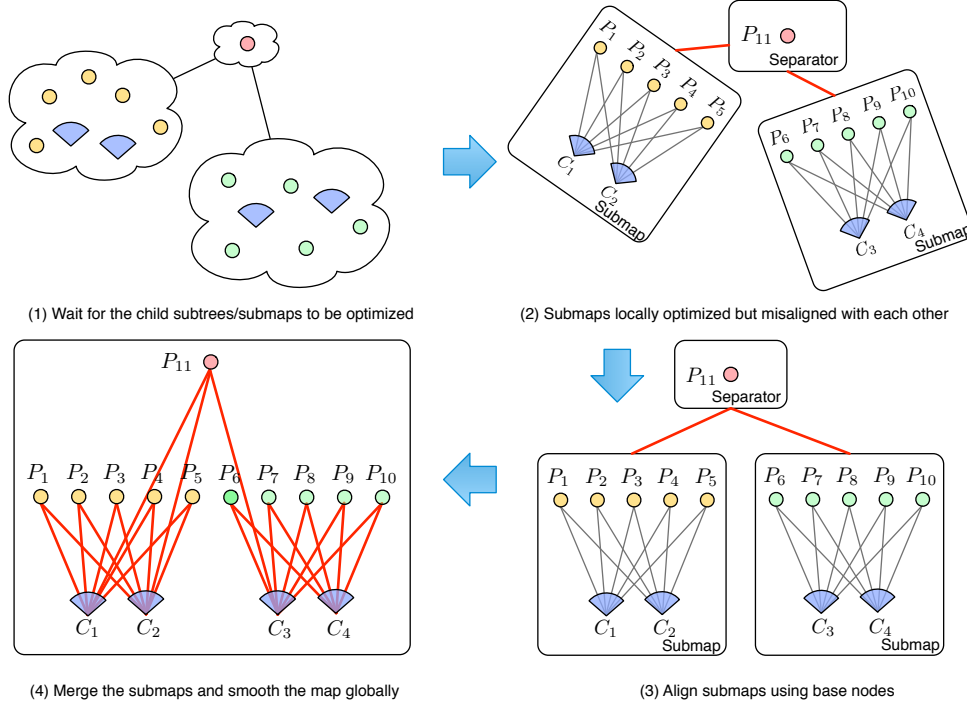 P11
Separator
P1 P2 P3 P4 P5
C1 C2
Submap
P6 P7 P8 P9 P10
C3 C4
Submap
(1) Wait for the child subtrees/submaps to be optimized
(2) Submaps locally optimized but misaligned with each other
P11
P1 P2 P3 P4 P5 P6 P7 P8 P9 P10
C1 C2 C3 C4
P11
Separator
P1 P2 P3 P4 P5
C1 C2
Submap
P6 P7 P8 P9 P10
C3 C4
Submap
(4) Merge the submaps and smooth the map globally
(3) Align submaps using base nodes